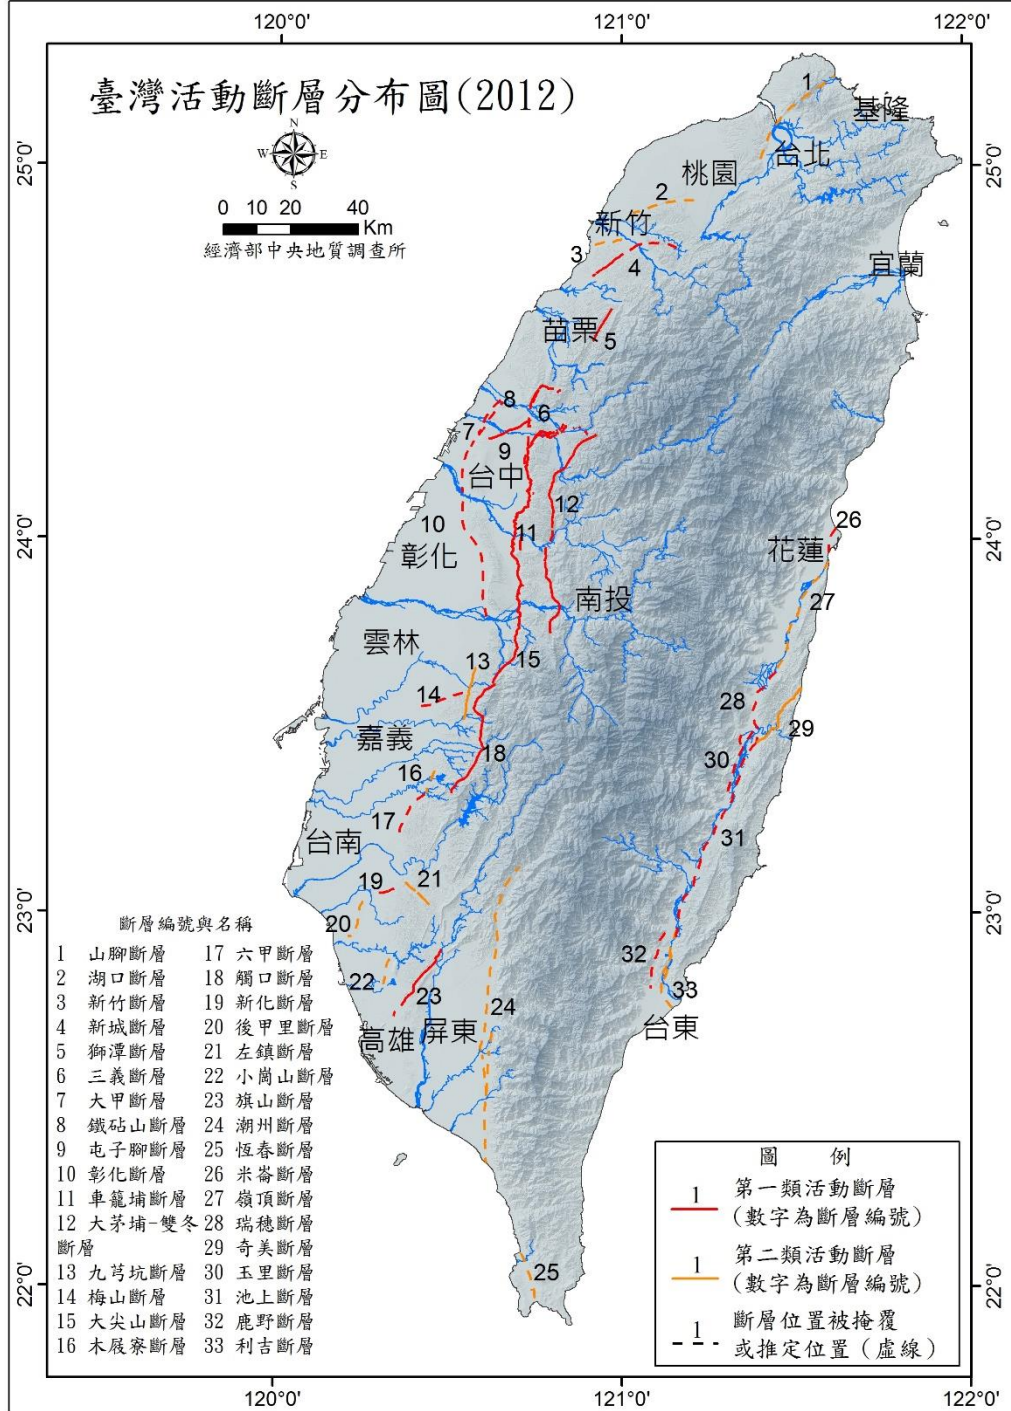 120°0'
121°0'
122°0'
臺灣活動斷層分布圖(2012)
N
W
E
S
0 10 20 40 Km
經濟部中央地質調查所
25°0'
25°0'
24°0'
24°0'
23°0'
23°0'
22°0'
22°0'
1
基隆
台北
桃園
2
新竹
3
4
宜蘭
苗栗
5
8
6
7
9
台中
12
10
11
彰化
26
花蓮
27
南投
雲林
13
15
14
28
29
嘉義
18
16
30
17
31
台南
19
21
20
32
22
23
24
33
高雄
屏東
台東
25
斷層編號與名稱
1 山腳斷層
2 湖口斷層
3 新竹斷層
4 新城斷層
5 獅潭斷層
6 三義斷層
7 大甲斷層
8 鐵砧山斷層
9 屯子腳斷層
10 彰化斷層
11 車籠埔斷層
12 大茅埔-雙冬
斷層
13 九芎坑斷層
14 梅山斷層
15 大尖山斷層
16 木屐寮斷層
17 六甲斷層
18 觸口斷層
19 新化斷層
20 後甲里斷層
21 左鎮斷層
22 小崗山斷層
23 旗山斷層
24 潮州斷層
25 恆春斷層
26 米崙斷層
27 嶺頂斷層
28 瑞穗斷層
29 奇美斷層
30 玉里斷層
31 池上斷層
32 鹿野斷層
33 利吉斷層
圖 例
1 第一類活動斷層
(數字為斷層編號)
1 第二類活動斷層
(數字為斷層編號)
1 斷層位置被掩覆
或推定位置(虛線)
120°0'
121°0'
122°0'